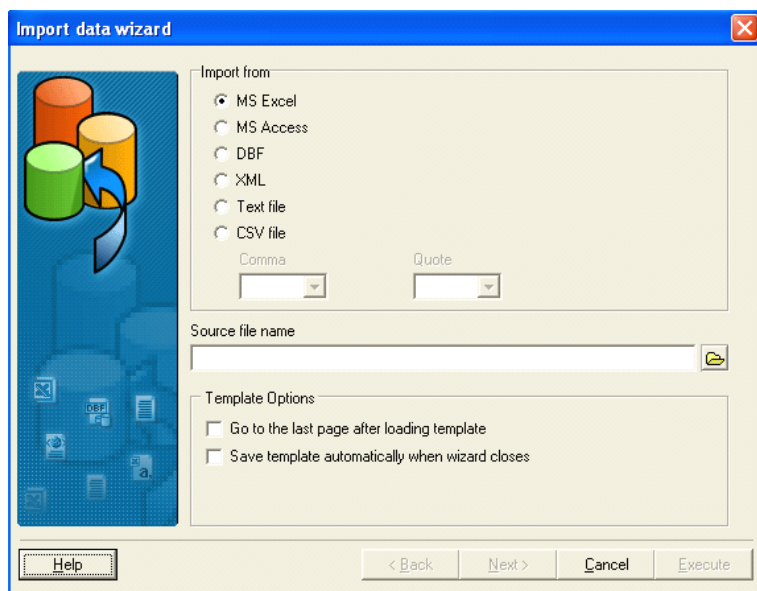 Import data wizard
Import from
MS Excel
MS Access
DBF
XML
Text file
CSV file
Comma Quote
Source file name
DBF
a,
Template Options
Go to the last page after loading template
Save template automatically when wizard closes
Help < Back Next > Cancel Execute